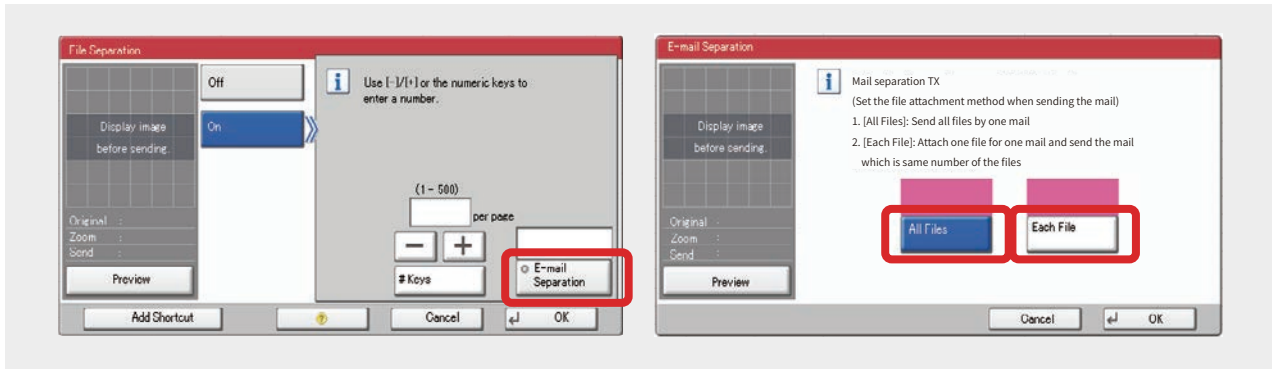 File Separation
Off
On
Display image
before sending.
Original :
Zoom :
Send :
Preview
i
Use [-]/[+] or the numeric keys to
enter a number.
(1 - 500)
per page
− +
# Keys
E-mail
Separation
Add Shortcut
?
Cancel
OK
E-mail Separation
Display image
before sending.
Original :
Zoom :
Send :
Preview
i
Mail separation TX
(Set the file attachment method when sending the mail)
1. [All Files]: Send all files by one mail
2. [Each File]: Attach one file for one mail and send the mail
which is same number of the files
All Files
Each File
Cancel
OK